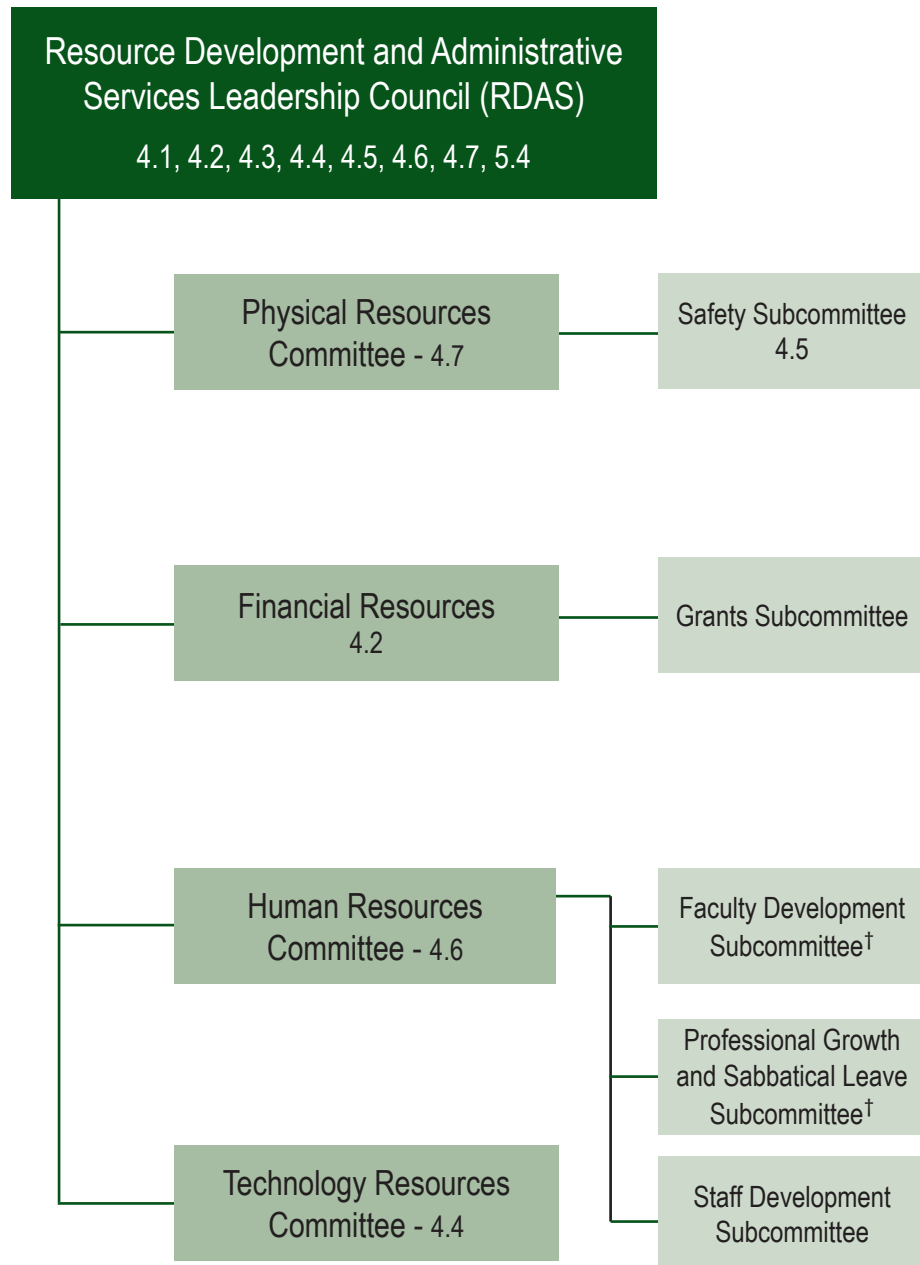 Resource Development and Administrative
Services Leadership Council (RDAS)
4.1, 4.2, 4.3, 4.4, 4.5, 4.6, 4.7, 5.4
Physical Resources
Committee - 4.7
Safety Subcommittee
4.5
Financial Resources
4.2
Grants Subcommittee
Human Resources
Committee - 4.6
Faculty Development
Subcommittee†
Professional Growth
and Sabbatical Leave
Subcommittee†
Staff Development
Subcommittee
Technology Resources
Committee - 4.4